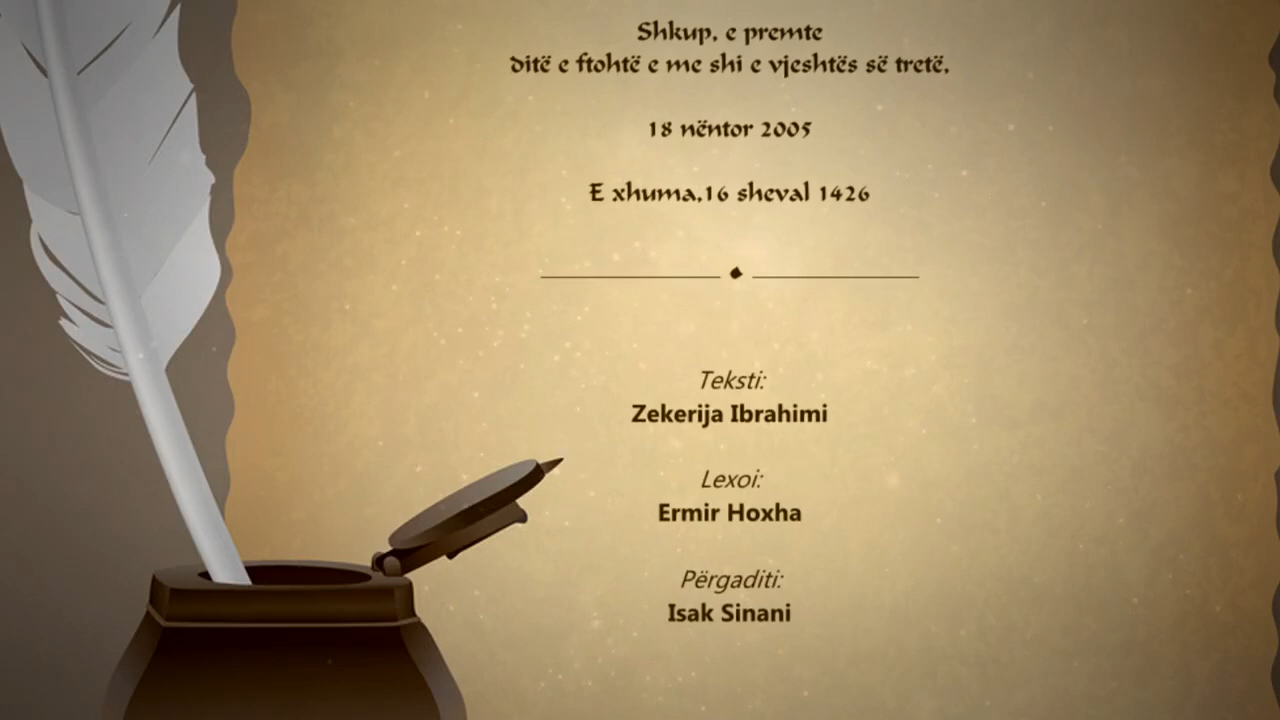 Shkup, e premte
ditë e ftohtë e me shi e vjeshtës së tretë,
18 nëntor 2005
E xhuma,16 sheval 1426
Teksti:
Zekerija Ibrahimi
Lexoi:
Ermir Hoxha
Përgaditi:
Isak Sinani